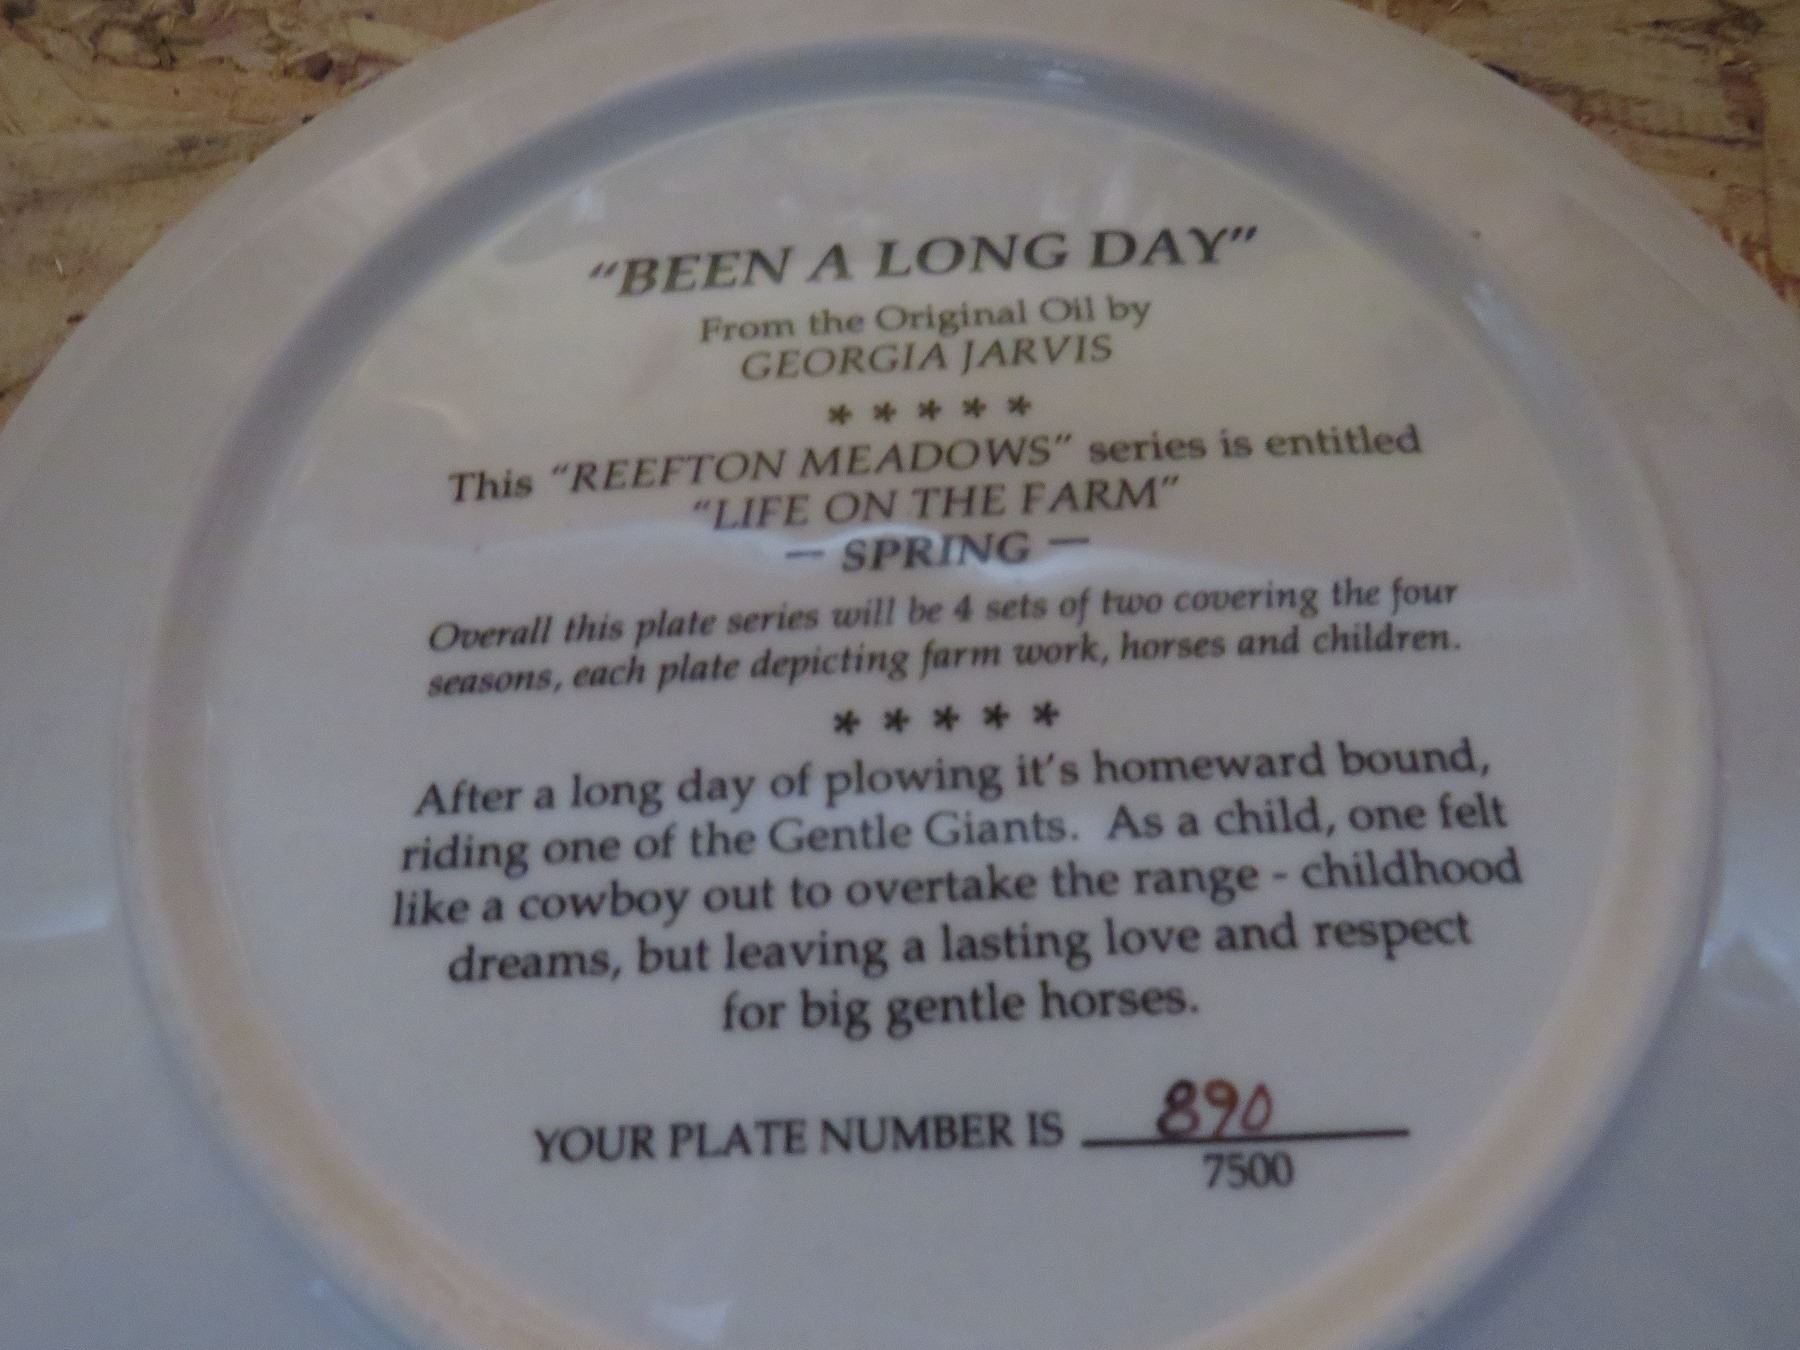 "BEEN A LONG DAY"
From the Original Oil by
GEORGIA JARVIS
* * * * *
This "REEFTON MEADOWS" series is entitled
"LIFE ON THE FARM"
— SPRING —
Overall this plate series will be 4 sets of two covering the four
seasons, each plate depicting farm work, horses and children.
* * * * *
After a long day of plowing it's homeward bound,
riding one of the Gentle Giants. As a child, one felt
like a cowboy out to overtake the range - childhood
dreams, but leaving a lasting love and respect
for big gentle horses.
YOUR PLATE NUMBER IS 890
7500